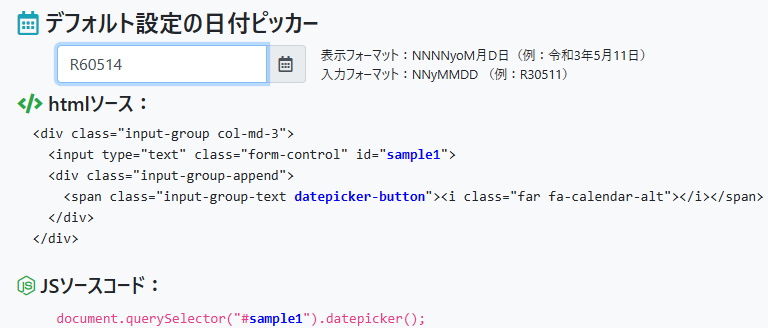 デフォルト設定の日付ピッカー
R60514
表示フォーマット：NNNNyoM月D日（例：令和3年5月11日）
入力フォーマット：NNyMMDD （例：R30511）
htmlソース：
<div class="input-group col-md-3">
  <input type="text" class="form-control" id="sample1">
  <div class="input-group-append">
    <span class="input-group-text datepicker-button"><i class="far fa-calendar-alt"></i></span>
  </div>
</div>
JSソースコード：
document.querySelector("#sample1").datepicker();